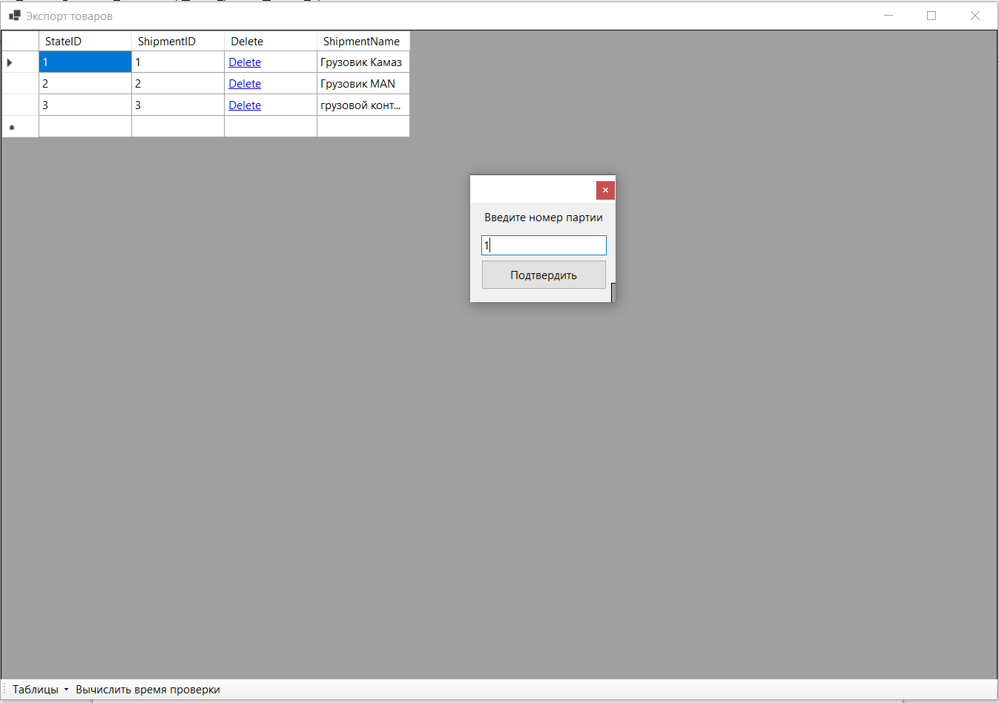 Экспорт товаров
StateID ShipmentID Delete ShipmentName
1 1 Delete Грузовик Камаз
2 2 Delete Грузовик MAN
3 3 Delete грузовой конт...
Введите номер партии
1
Подтвердить
Таблицы Вычислить время проверки